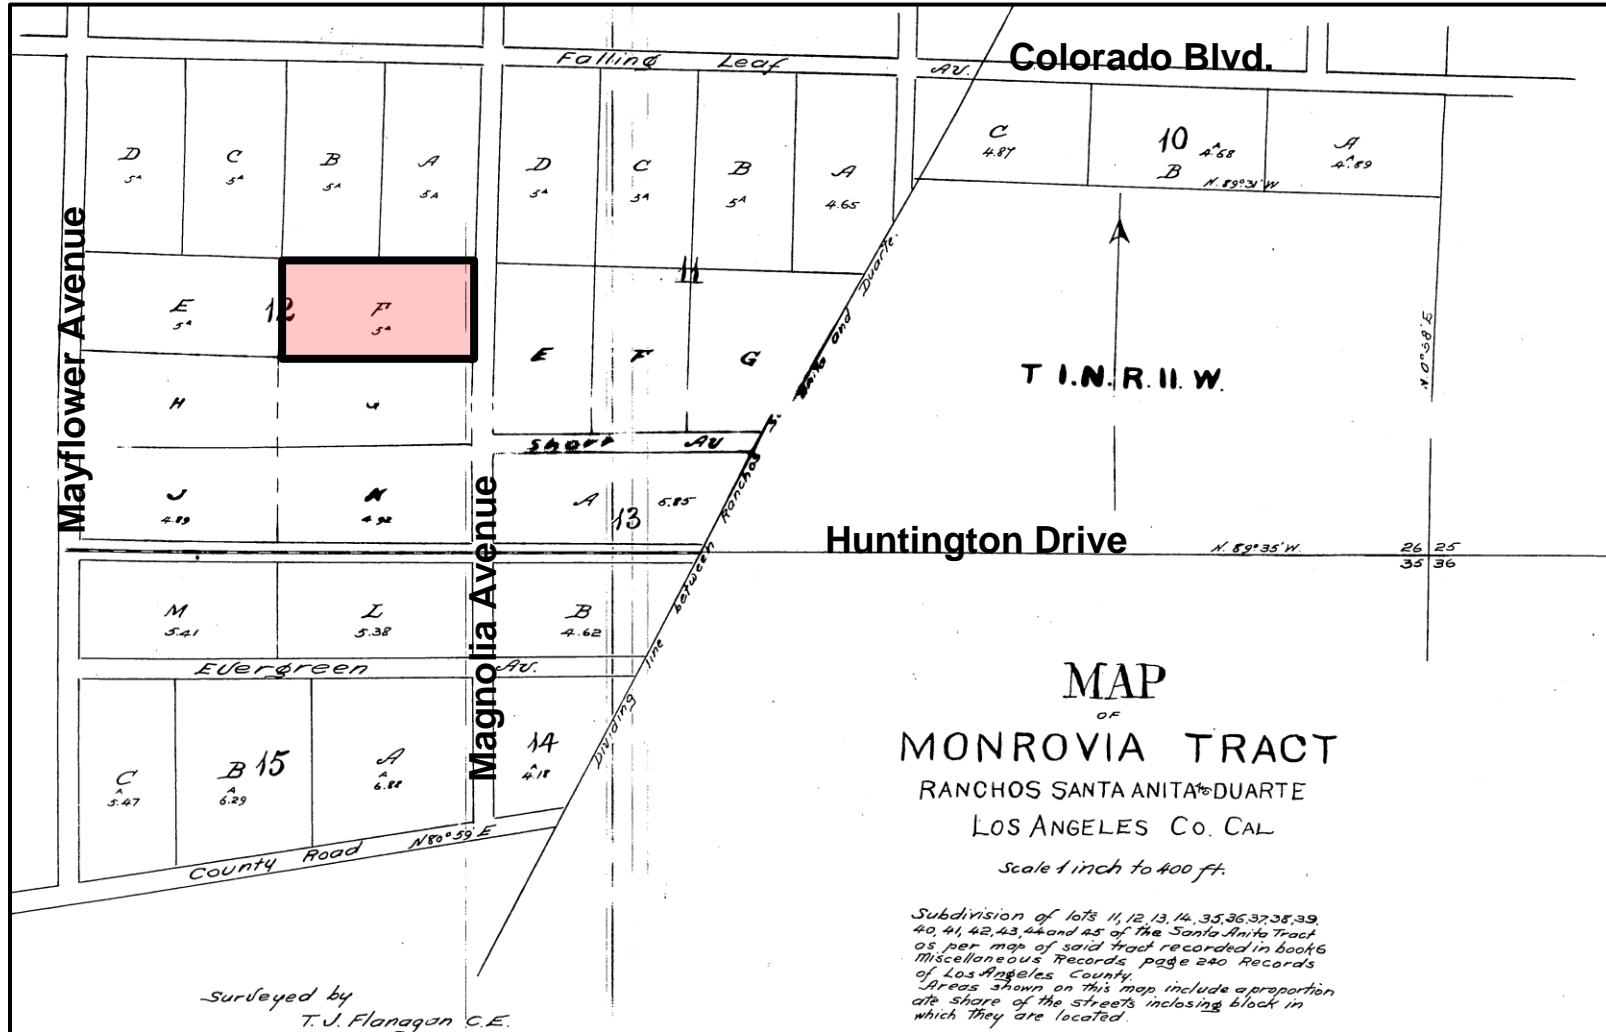 Falling Leaf AV. Colorado Blvd.
D C B A D C B A C 10 A
5ᴬ 5ᴬ 5ᴬ 5ᴬ 5ᴬ 5ᴬ 5ᴬ 4.65 4.87 4.ᴬ68 4.ᴬ89
B N. 89°31' W
Mayflower Avenue
E 12 F 11
5ᴬ 5ᴬ
E F G
H
T I.N. R. II. W.
N. 0°58' E
Short AV
J 4.89
4.92
A 5.85
13
Magnolia Avenue
Huntington Drive
N. 89°35' W.
26 25
35 36
M L B
5.41 5.38 4.62
Evergreen AV.
Dividing line between Ranchos and Duarte.
C B 15 A 14
A 5.47 A 6.29 A 6.88 A 4.18
County Road N 80° 59 E
MAP
OF
MONROVIA TRACT
RANCHOS SANTA ANITA & DUARTE
LOS ANGELES CO. CAL
Scale 1 inch to 400 ft.
Subdivision of lots 11, 12, 13, 14, 35, 36, 37, 38, 39,
40, 41, 42, 43, 44 and 45 of the Santa Anita Tract
as per map of said tract recorded in book 6
Miscellaneous Records page 240 Records
of Los Angeles County.
Areas shown on this map include a proportion
ate share of the streets inclosing block in
which they are located.
Surveyed by
T. J. Flanagan C.E.